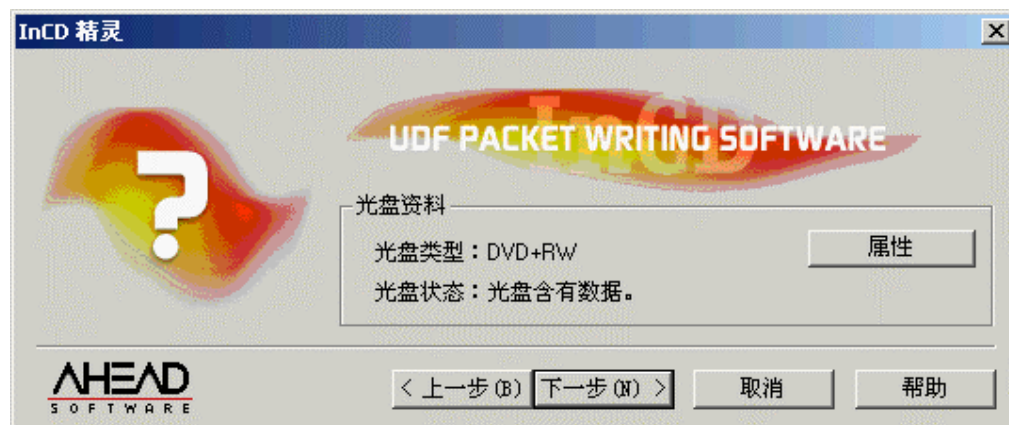 InCD 精灵
InCD
UDF PACKET WRITING SOFTWARE
光盘资料
光盘类型：DVD+RW
属性
光盘状态：光盘含有数据。
AHEAD
SOFTWARE
< 上一步(B) 下一步(N) > 取消 帮助